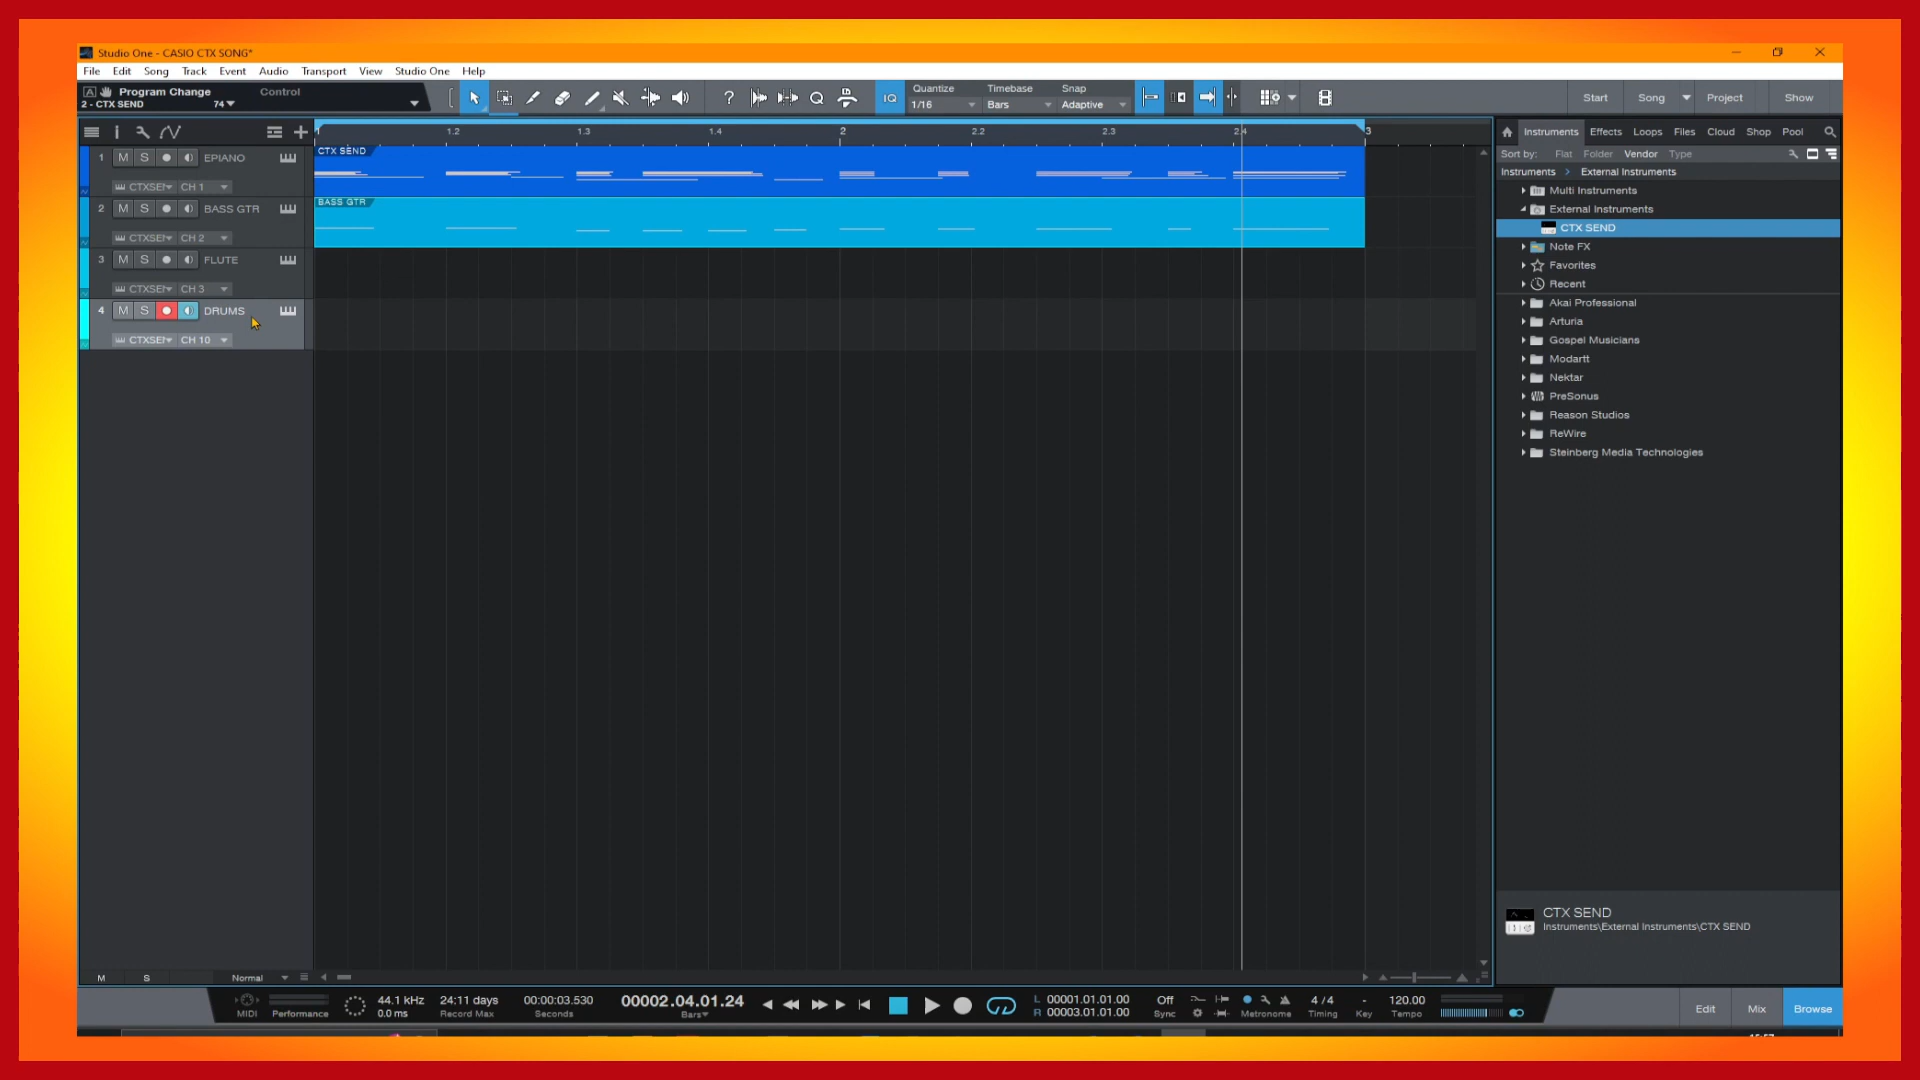 Studio One - CASIO CTX SONG*
File Edit Song Track Event Audio Transport View Studio One Help
A Program Change Control
2 - CTX SEND 74
IQ
Quantize Timebase Snap
1/16 Bars Adaptive
Start Song Project Show
1.2 1.3 1.4 2 2.2 2.3 2.4 3
1 M S EPIANO
CH 1
CTX SEND
2 M S BASS GTR
CH 2
BASS GTR
3 M S FLUTE
CH 3
4 M S DRUMS
CH 10
Instruments Effects Loops Files Cloud Shop Pool
Sort by: Flat Folder Vendor Type
Instruments > External Instruments
Multi Instruments
External Instruments
CTX SEND
Note FX
Favorites
Recent
Akai Professional
Arturia
Gospel Musicians
Modartt
Nektar
PreSonus
Reason Studios
ReWire
Steinberg Media Technologies
CTX SEND
Instruments\External Instruments\CTX SEND
M S Normal
MIDI Performance
44.1 kHz
0.0 ms
24:11 days
Record Max
00:00:03.530
Seconds
00002.04.01.24
Bars
L 00001.01.01.00
R 00003.01.01.00
Off
Sync
Metronome
4 / 4
Timing
-
Key
120.00
Tempo
Edit Mix Browse